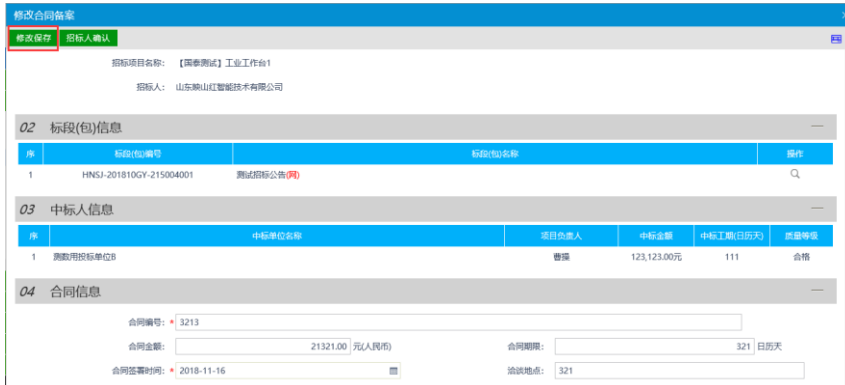 修改合同备案
修改保存 招标人确认
招标项目名称： 【国泰测试】工业工作台1
招标人： 山东映山红智能技术有限公司
02 标段(包)信息
序 标段(包)编号 标段(包)名称 操作
1 HNSJ-201810GY-215004001 测试招标公告(网)
03 中标人信息
序 中标单位名称 项目负责人 中标金额 中标工期(日历天) 质量等级
1 测数用投标单位B 曹操 123,123.00元 111 合格
04 合同信息
合同编号： * 3213
合同金额： 21321.00 元(人民币) 合同期限： 321 日历天
合同签署时间： * 2018-11-16 洽谈地点： 321